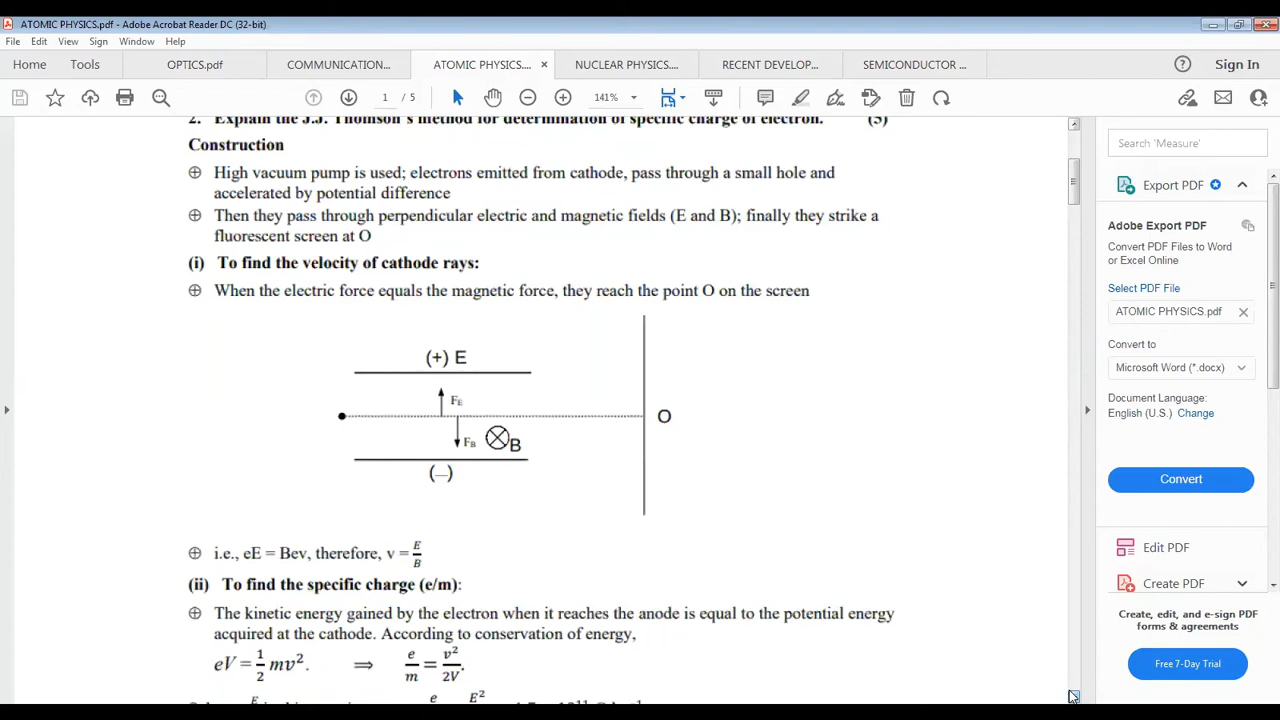 ATOMIC PHYSICS.pdf - Adobe Acrobat Reader DC (32-bit)
File Edit View Sign Window Help
Home Tools OPTICS.pdf COMMUNICATION... ATOMIC PHYSICS.... × NUCLEAR PHYSICS.... RECENT DEVELOP... SEMICONDUCTOR ... Sign In
1 / 5 141%
2. Explain the J.J. Thomson's method for determination of specific charge of electron. (5)
Construction
⊕ High vacuum pump is used; electrons emitted from cathode, pass through a small hole and
accelerated by potential difference
⊕ Then they pass through perpendicular electric and magnetic fields (E and B); finally they strike a
fluorescent screen at O
(i) To find the velocity of cathode rays:
⊕ When the electric force equals the magnetic force, they reach the point O on the screen
(+) E
F_E
O
F_B ⊗ B
(–)
⊕ i.e., eE = Bev, therefore, v = E/B
(ii) To find the specific charge (e/m):
⊕ The kinetic energy gained by the electron when it reaches the anode is equal to the potential energy
acquired at the cathode. According to conservation of energy,
eV = 1/2 mv². ⟹ e/m = v²/2V.
Search 'Measure'
Export PDF
Adobe Export PDF
Convert PDF Files to Word
or Excel Online
Select PDF File
ATOMIC PHYSICS.pdf ×
Convert to
Microsoft Word (*.docx)
Document Language:
English (U.S.) Change
Convert
Edit PDF
Create PDF
Create, edit, and e-sign PDF
forms & agreements
Free 7-Day Trial